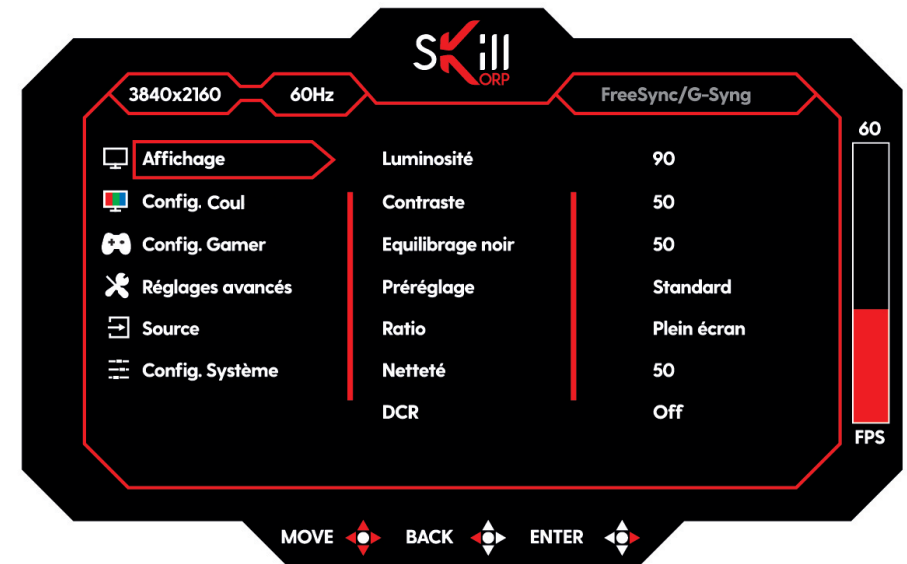 SKill
ORP
3840x2160 60Hz FreeSync/G-Syng
60
Affichage Luminosité 90
Config. Coul Contraste 50
Config. Gamer Equilibrage noir 50
Réglages avancés Préréglage Standard
Source Ratio Plein écran
Config. Système Netteté 50
DCR Off
FPS
MOVE BACK ENTER